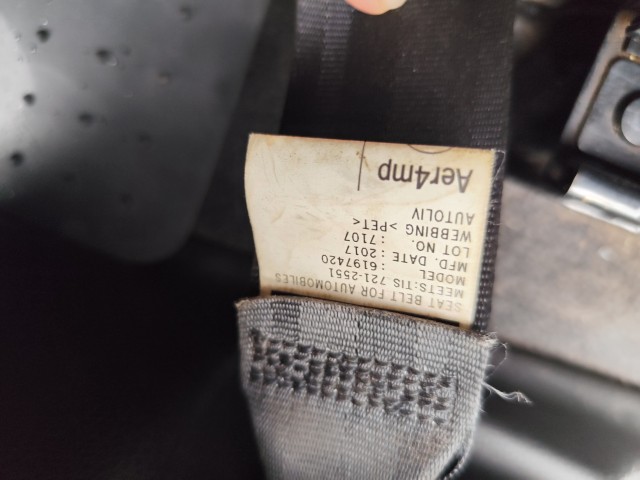 SEAT BELT FOR AUTOMOBILES
MEETS:TIS 721-2551
MODEL : 6197420
MFD. DATE : 2017
LOT NO. : 7107
WEBBING >PET<
AUTOLIV
Aer4mp